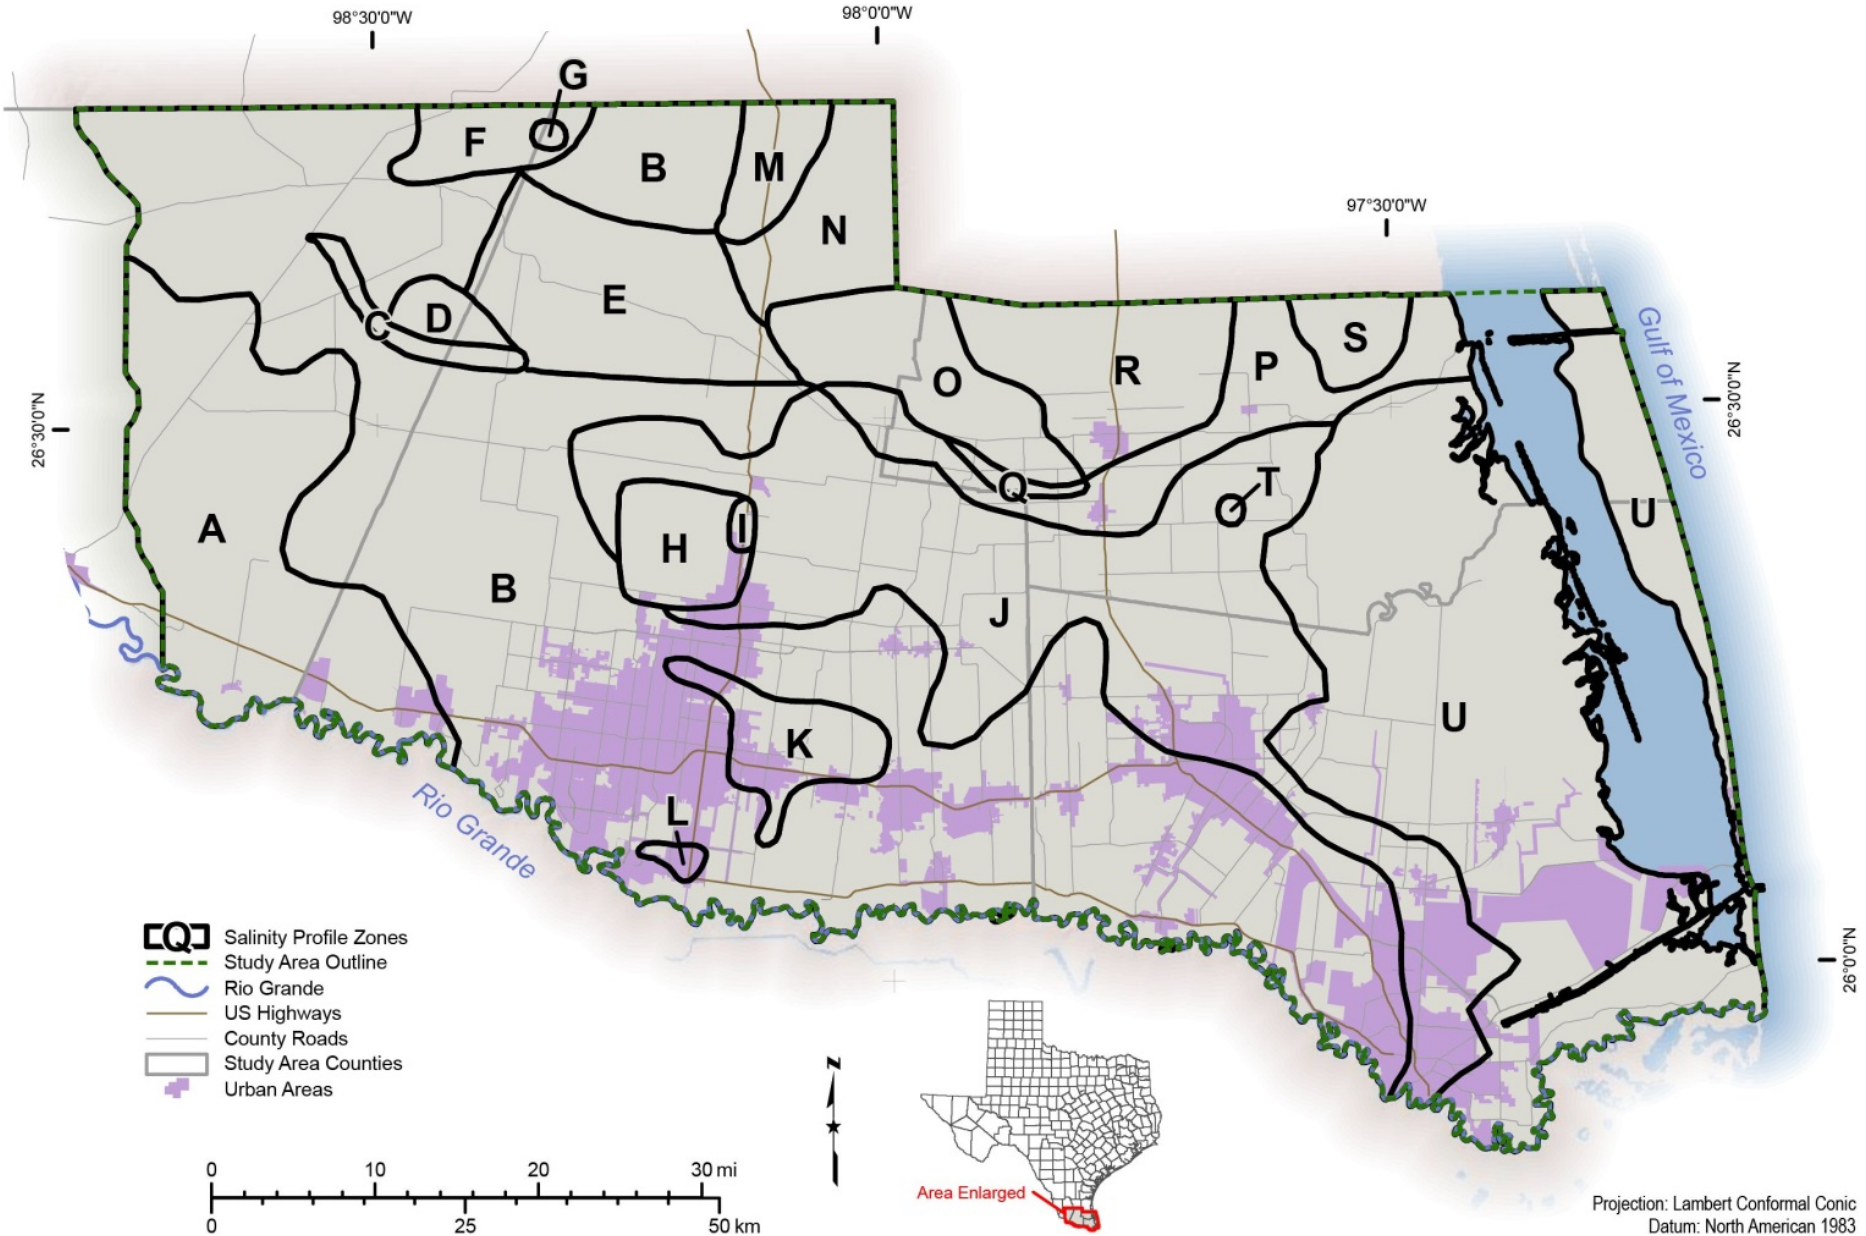 98°30'0"W
98°0'0"W
G
F
B
M
97°30'0"W
N
E
C
D
S
R
P
O
Gulf of Mexico
26°30'0"N
26°30'0"N
Q
T
A
I
H
U
B
J
U
K
L
Rio Grande
Q
Salinity Profile Zones
Study Area Outline
Rio Grande
US Highways
County Roads
Study Area Counties
Urban Areas
26°0'0"N
N
0 10 20 30 mi
0 25 50 km
Area Enlarged
Projection: Lambert Conformal Conic
Datum: North American 1983